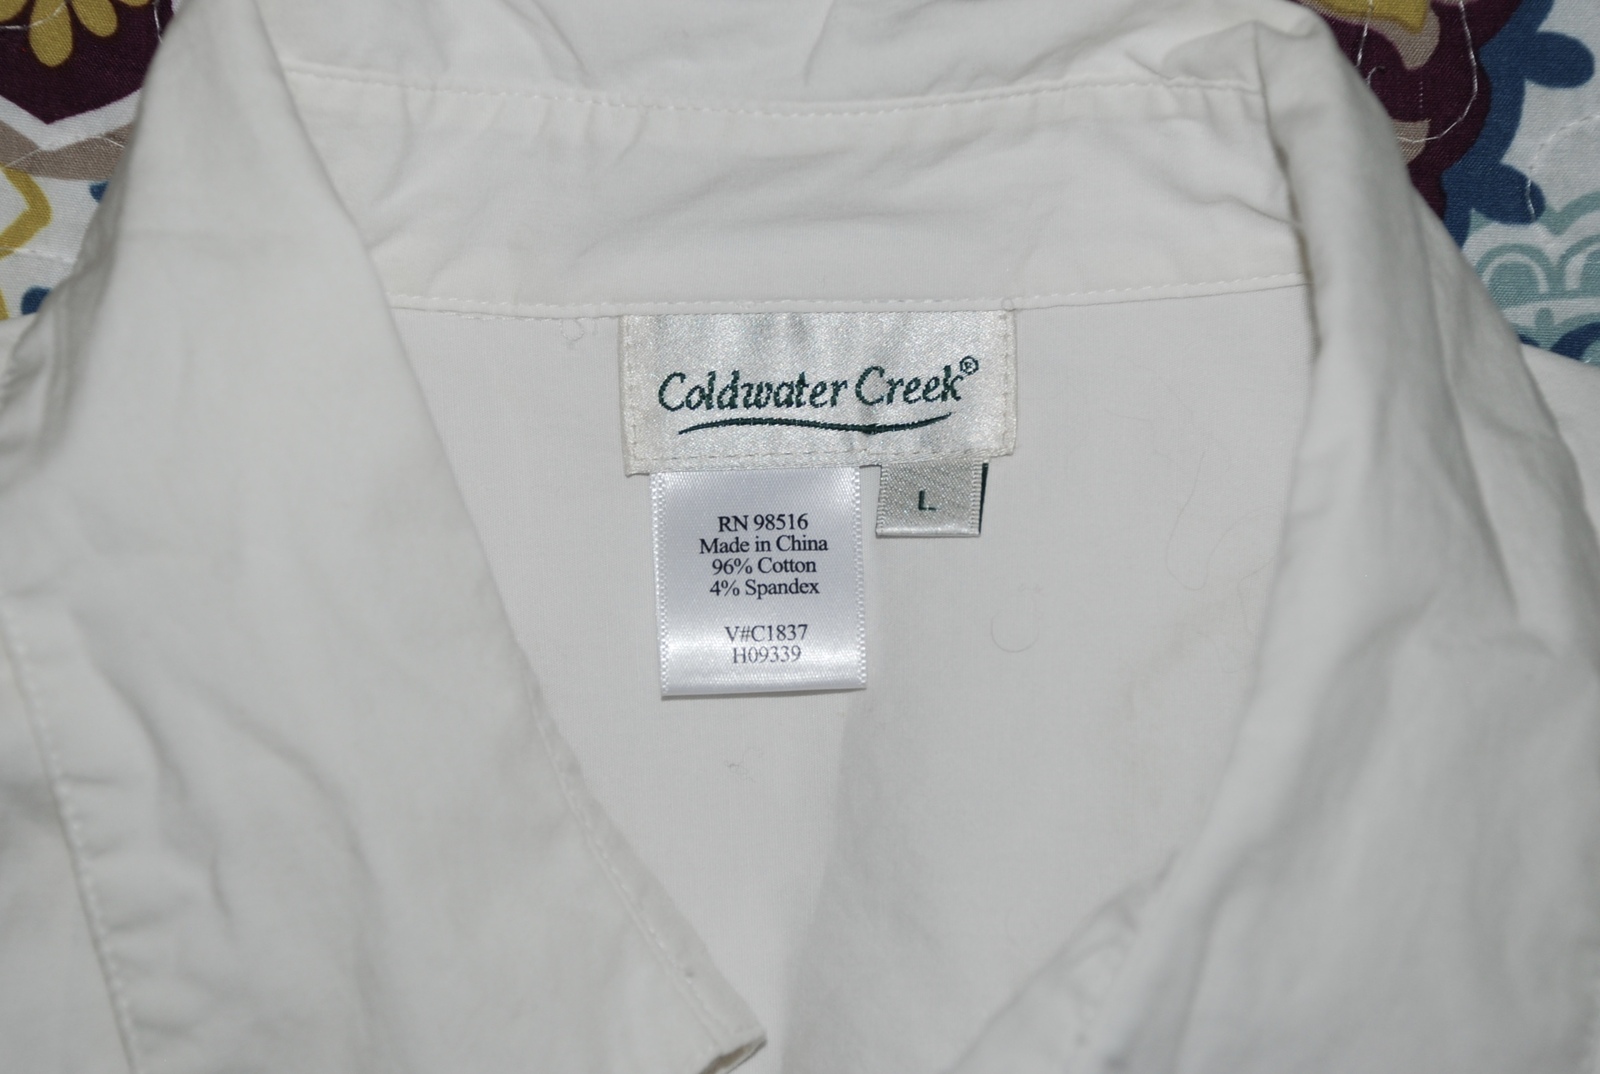 Coldwater Creek®
L
RN 98516
Made in China
96% Cotton
4% Spandex
V#C1837
H09339